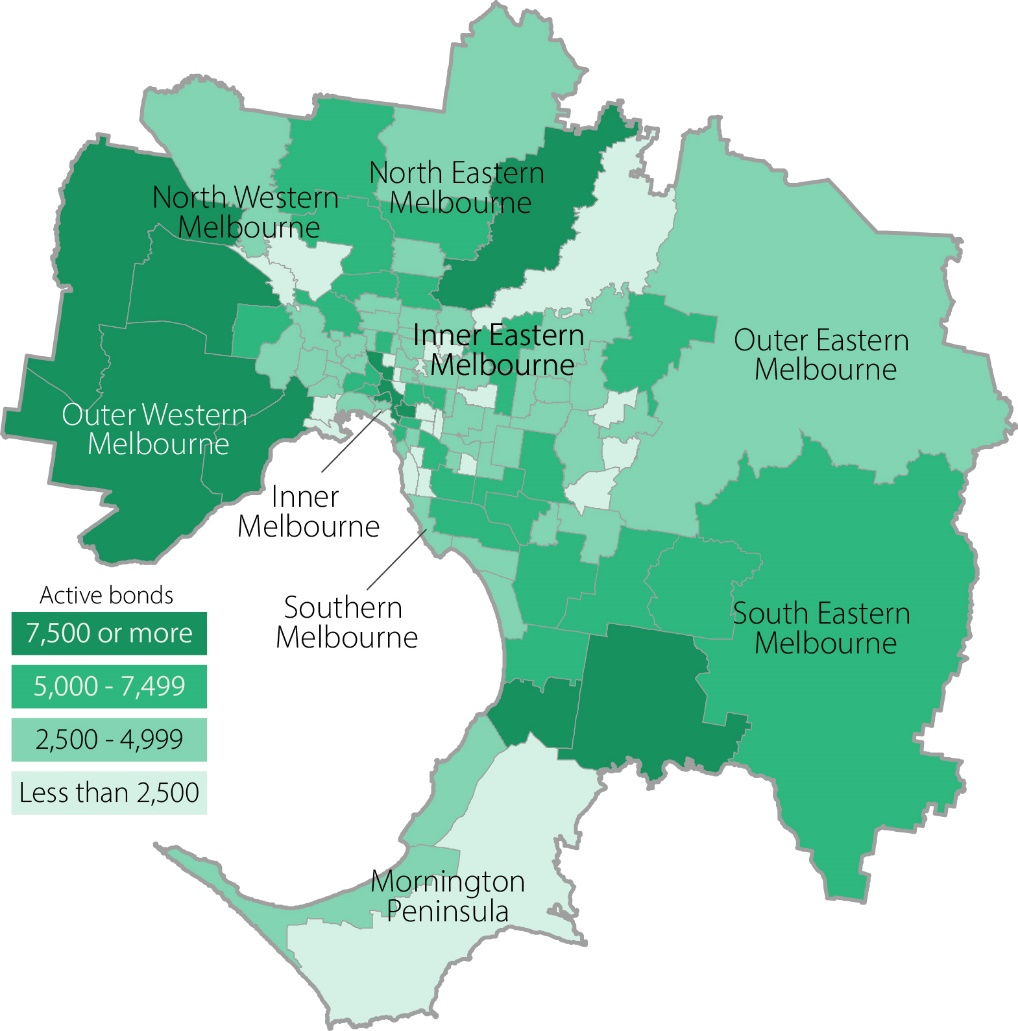 North Western
Melbourne
North Eastern
Melbourne
Inner Eastern
Melbourne
Outer Eastern
Melbourne
Outer Western
Melbourne
Inner
Melbourne
Southern
Melbourne
South Eastern
Melbourne
Active bonds
7,500 or more
5,000 - 7,499
2,500 - 4,999
Less than 2,500
Mornington
Peninsula